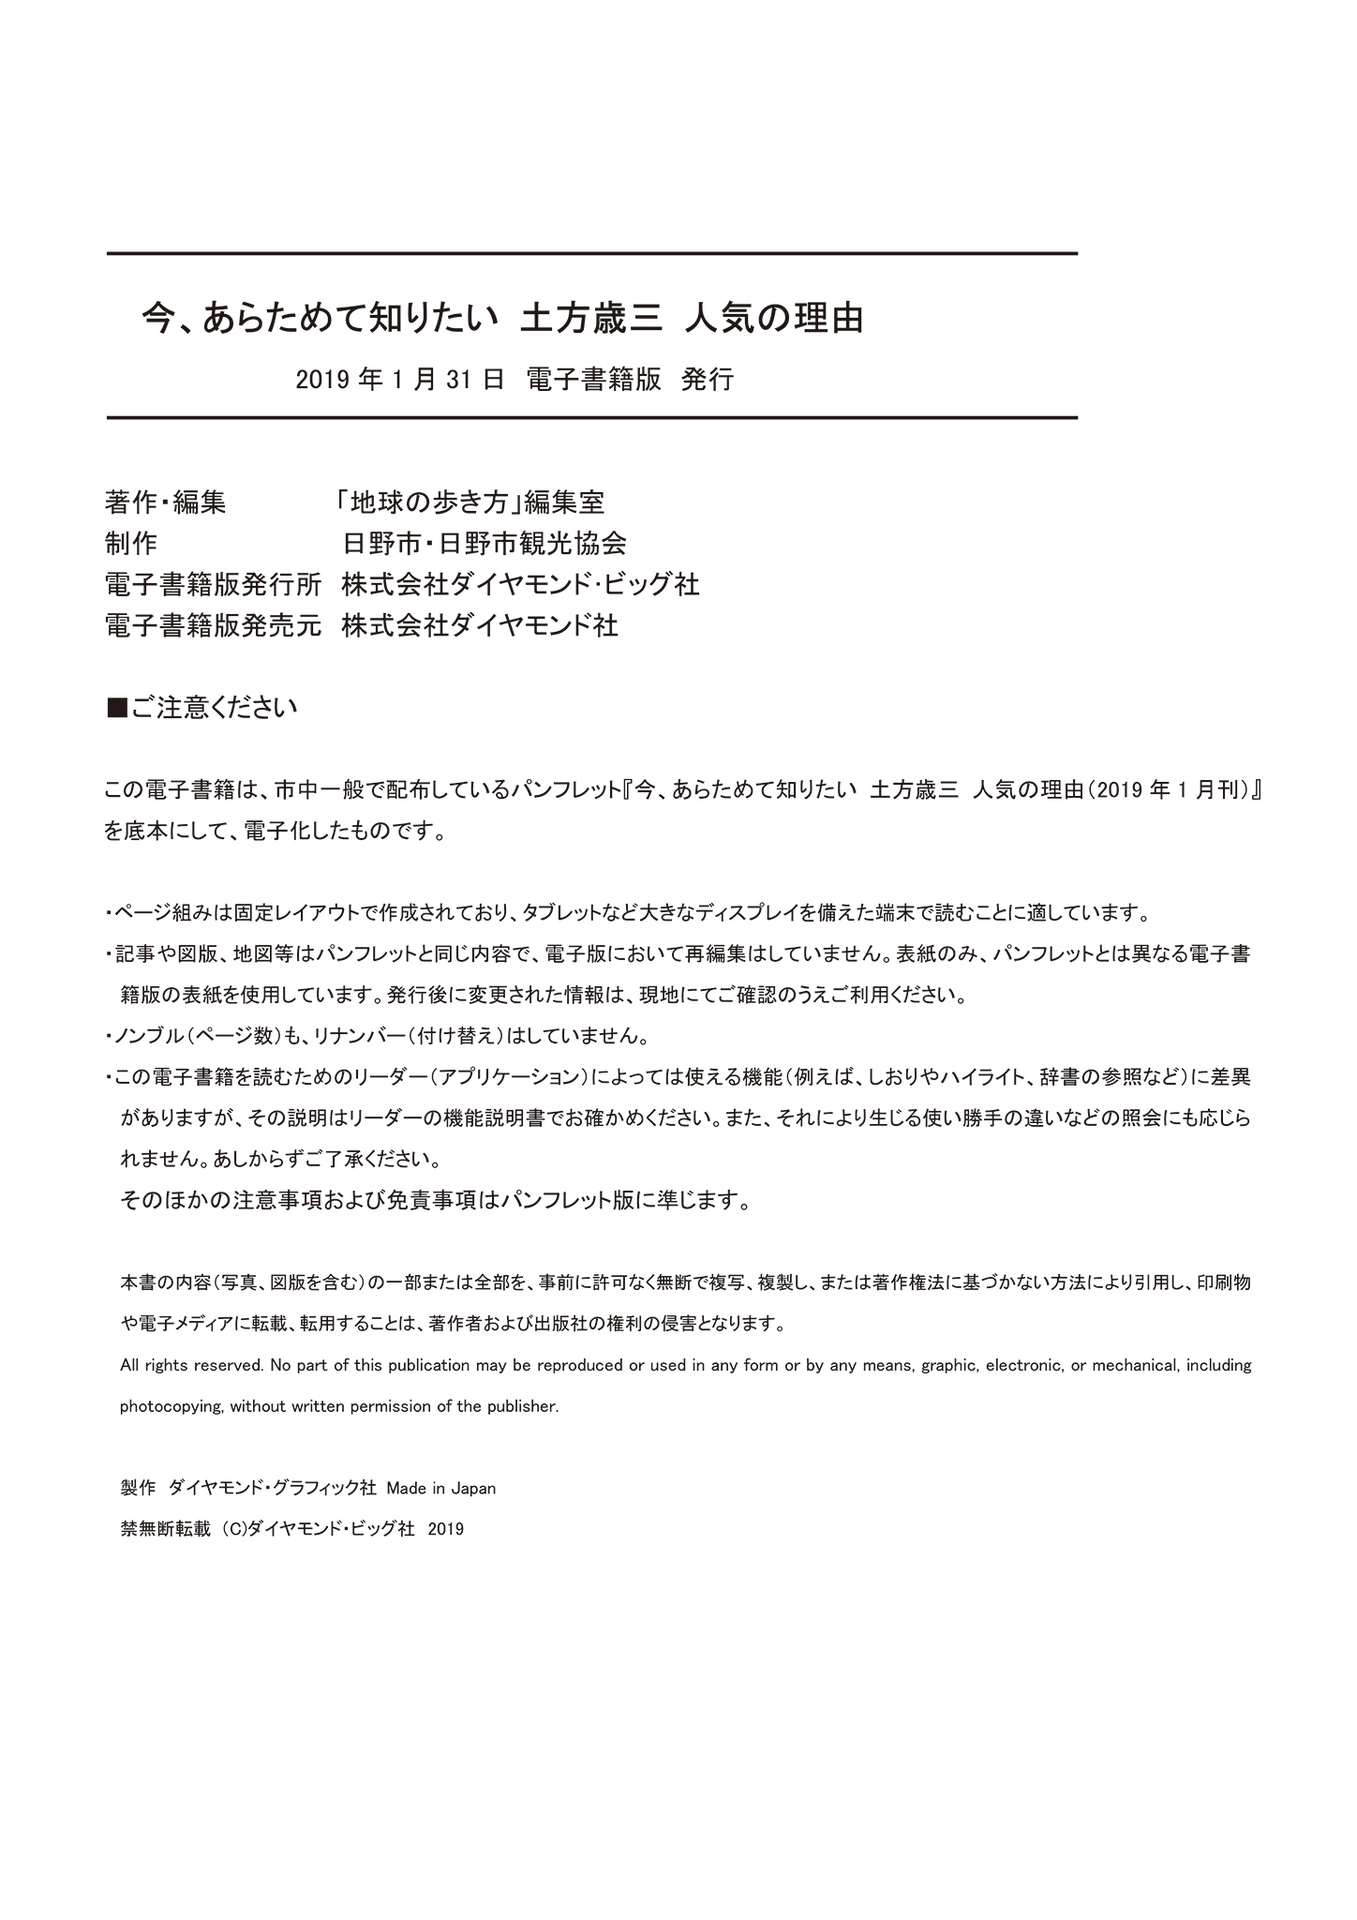 今、あらためて知りたい　土方歳三　人気の理由
2019 年 1 月 31 日　電子書籍版　発行
著作・編集　「地球の歩き方」編集室
制作　日野市・日野市観光協会
電子書籍版発行所　株式会社ダイヤモンド・ビッグ社
電子書籍版発売元　株式会社ダイヤモンド社
■ご注意ください
この電子書籍は、市中一般で配布しているパンフレット『今、あらためて知りたい　土方歳三　人気の理由（2019 年 1 月刊）』
を底本にして、電子化したものです。
・ページ組みは固定レイアウトで作成されており、タブレットなど大きなディスプレイを備えた端末で読むことに適しています。
・記事や図版、地図等はパンフレットと同じ内容で、電子版において再編集はしていません。表紙のみ、パンフレットとは異なる電子書
籍版の表紙を使用しています。発行後に変更された情報は、現地にてご確認のうえご利用ください。
・ノンブル（ページ数）も、リナンバー（付け替え）はしていません。
・この電子書籍を読むためのリーダー（アプリケーション）によっては使える機能（例えば、しおりやハイライト、辞書の参照など）に差異
がありますが、その説明はリーダーの機能説明書でお確かめください。また、それにより生じる使い勝手の違いなどの照会にも応じら
れません。あしからずご了承ください。
そのほかの注意事項および免責事項はパンフレット版に準じます。
本書の内容（写真、図版を含む）の一部または全部を、事前に許可なく無断で複写、複製し、または著作権法に基づかない方法により引用し、印刷物
や電子メディアに転載、転用することは、著作者および出版社の権利の侵害となります。
All rights reserved. No part of this publication may be reproduced or used in any form or by any means, graphic, electronic, or mechanical, including
photocopying, without written permission of the publisher.
製作　ダイヤモンド・グラフィック社　Made in Japan
禁無断転載　（C）ダイヤモンド・ビッグ社　2019